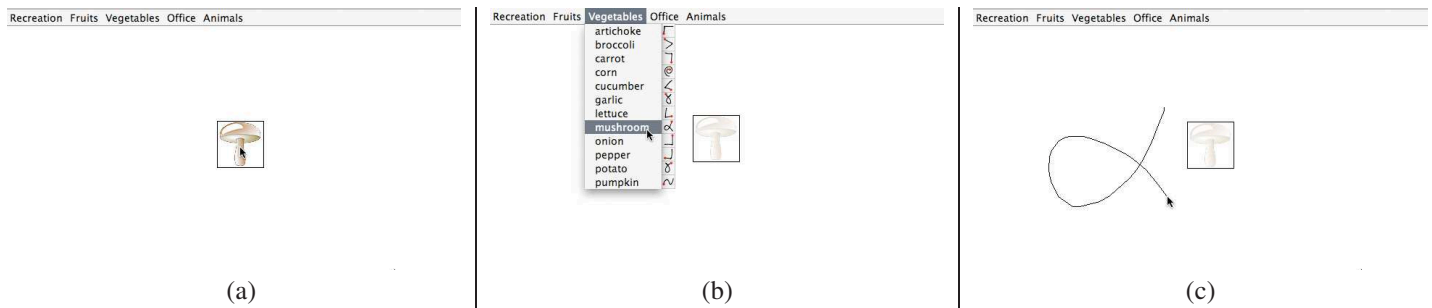 Recreation Fruits Vegetables Office Animals
(a)
Recreation Fruits Vegetables Office Animals
artichoke
broccoli
carrot
corn
cucumber
garlic
lettuce
mushroom
onion
pepper
potato
pumpkin
(b)
Recreation Fruits Vegetables Office Animals
(c)